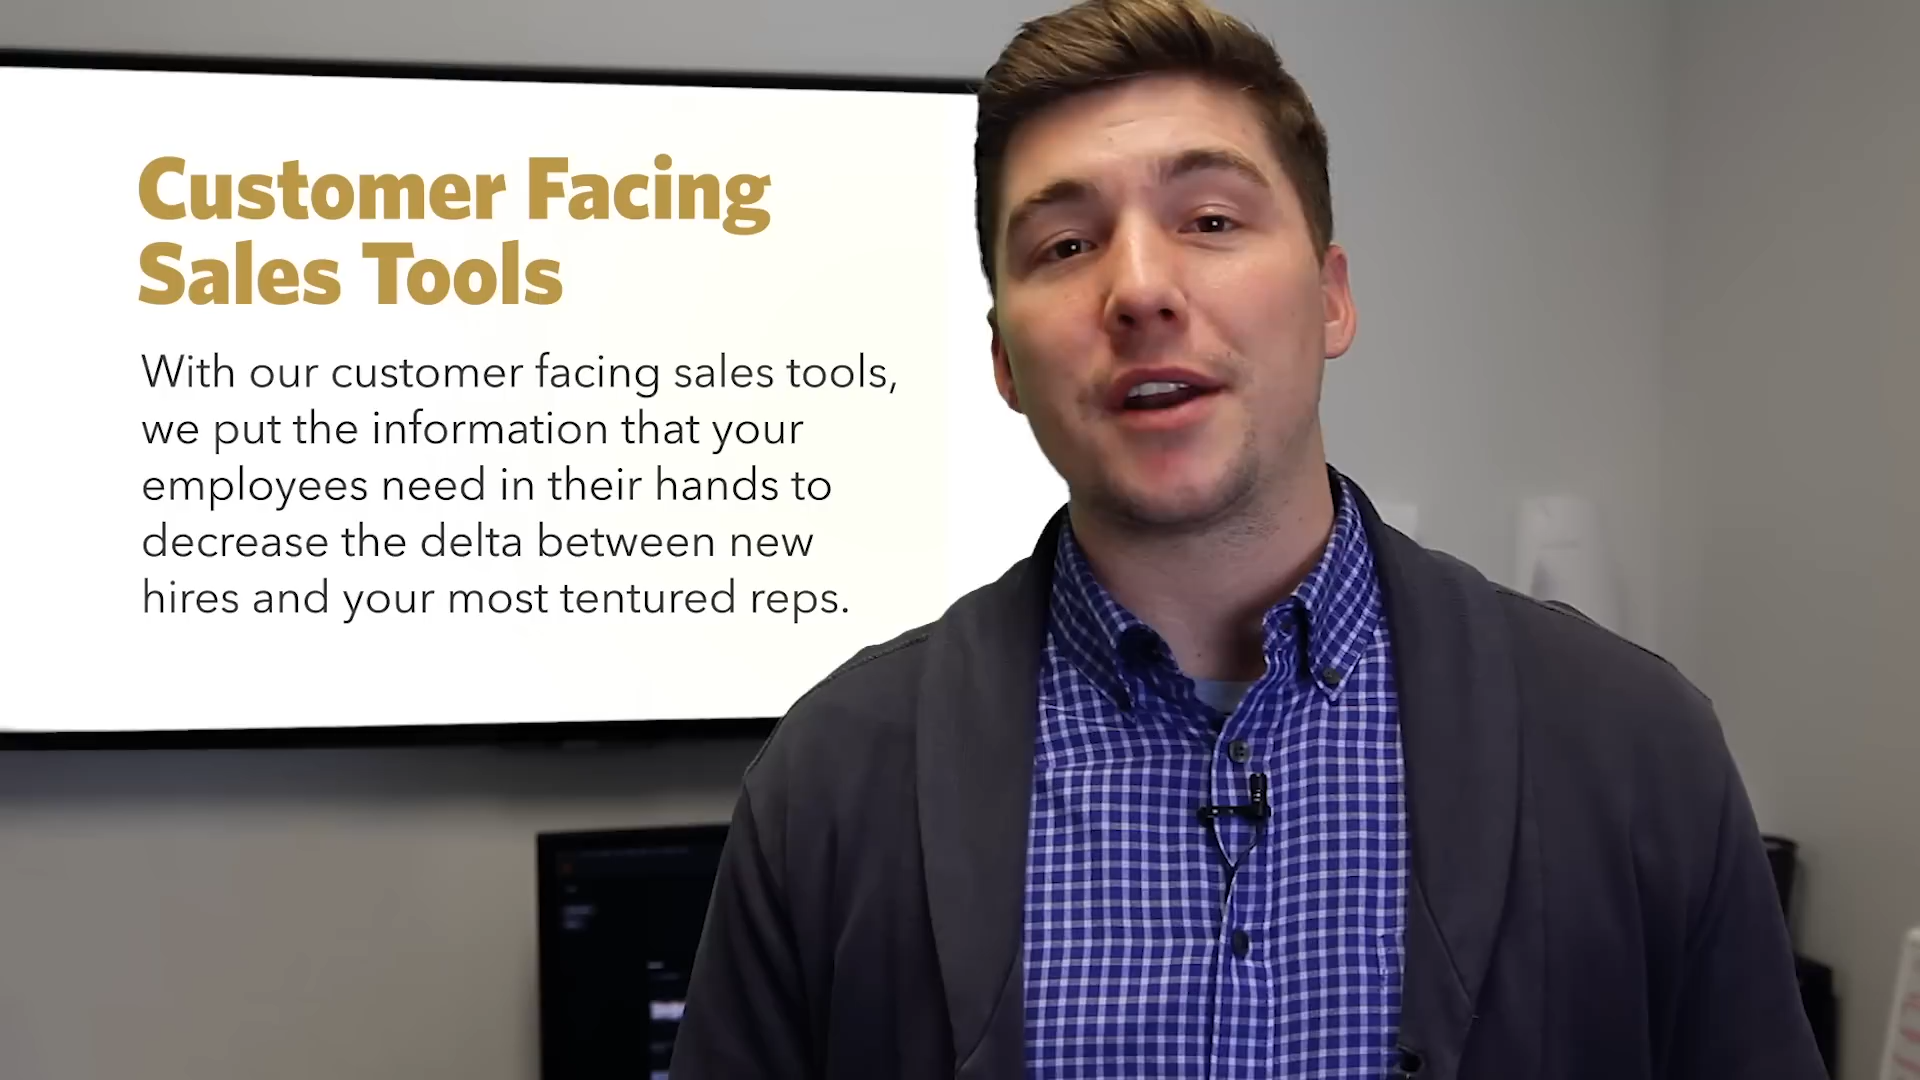 Customer Facing
Sales Tools
With our customer facing sales tools,
we put the information that your
employees need in their hands to
decrease the delta between new
hires and your most tentured reps.